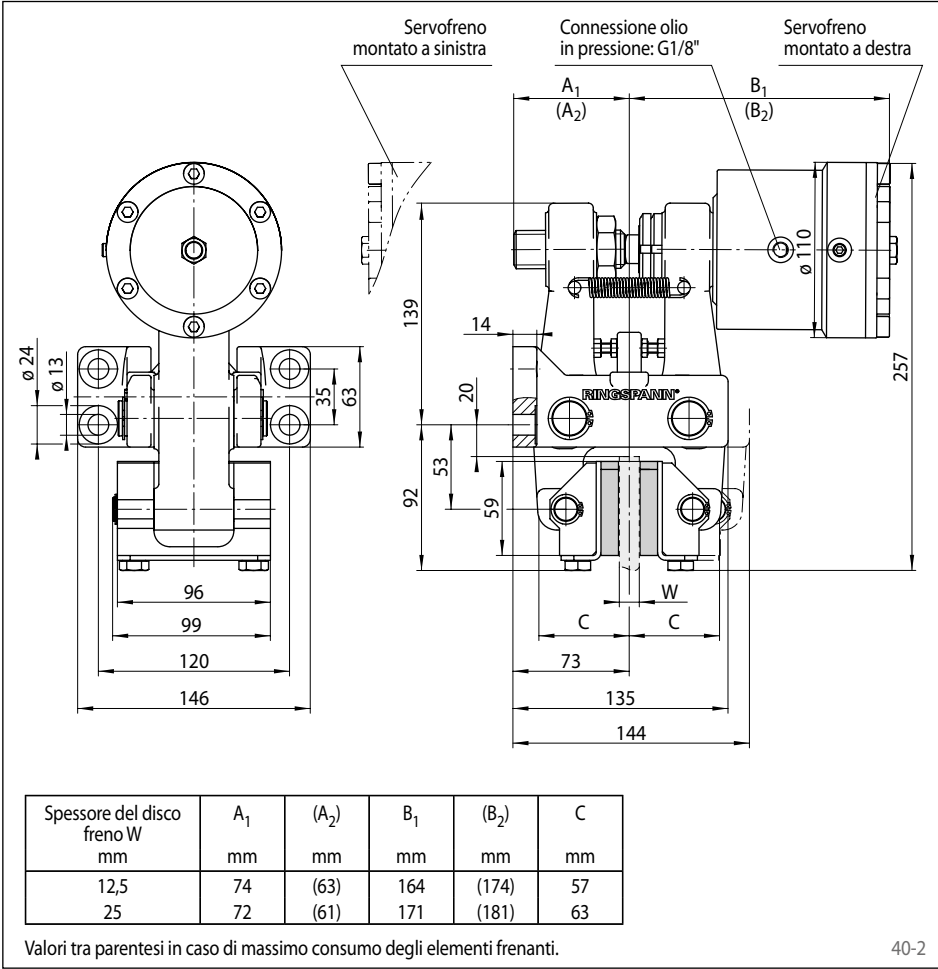 Servofreno
montato a sinistra
Connessione olio
in pressione: G1/8"
Servofreno
montato a destra
A₁
(A₂)
B₁
(B₂)
139
14
20
53
92
59
ø 110
257
RINGSPANN®
ø 24
ø 13
35
63
96
99
120
146
W
C
C
73
135
144
Spessore del disco
freno W
mm
A₁
mm
(A₂)
mm
B₁
mm
(B₂)
mm
C
mm
12,5 74 (63) 164 (174) 57
25 72 (61) 171 (181) 63
Valori tra parentesi in caso di massimo consumo degli elementi frenanti.
40-2